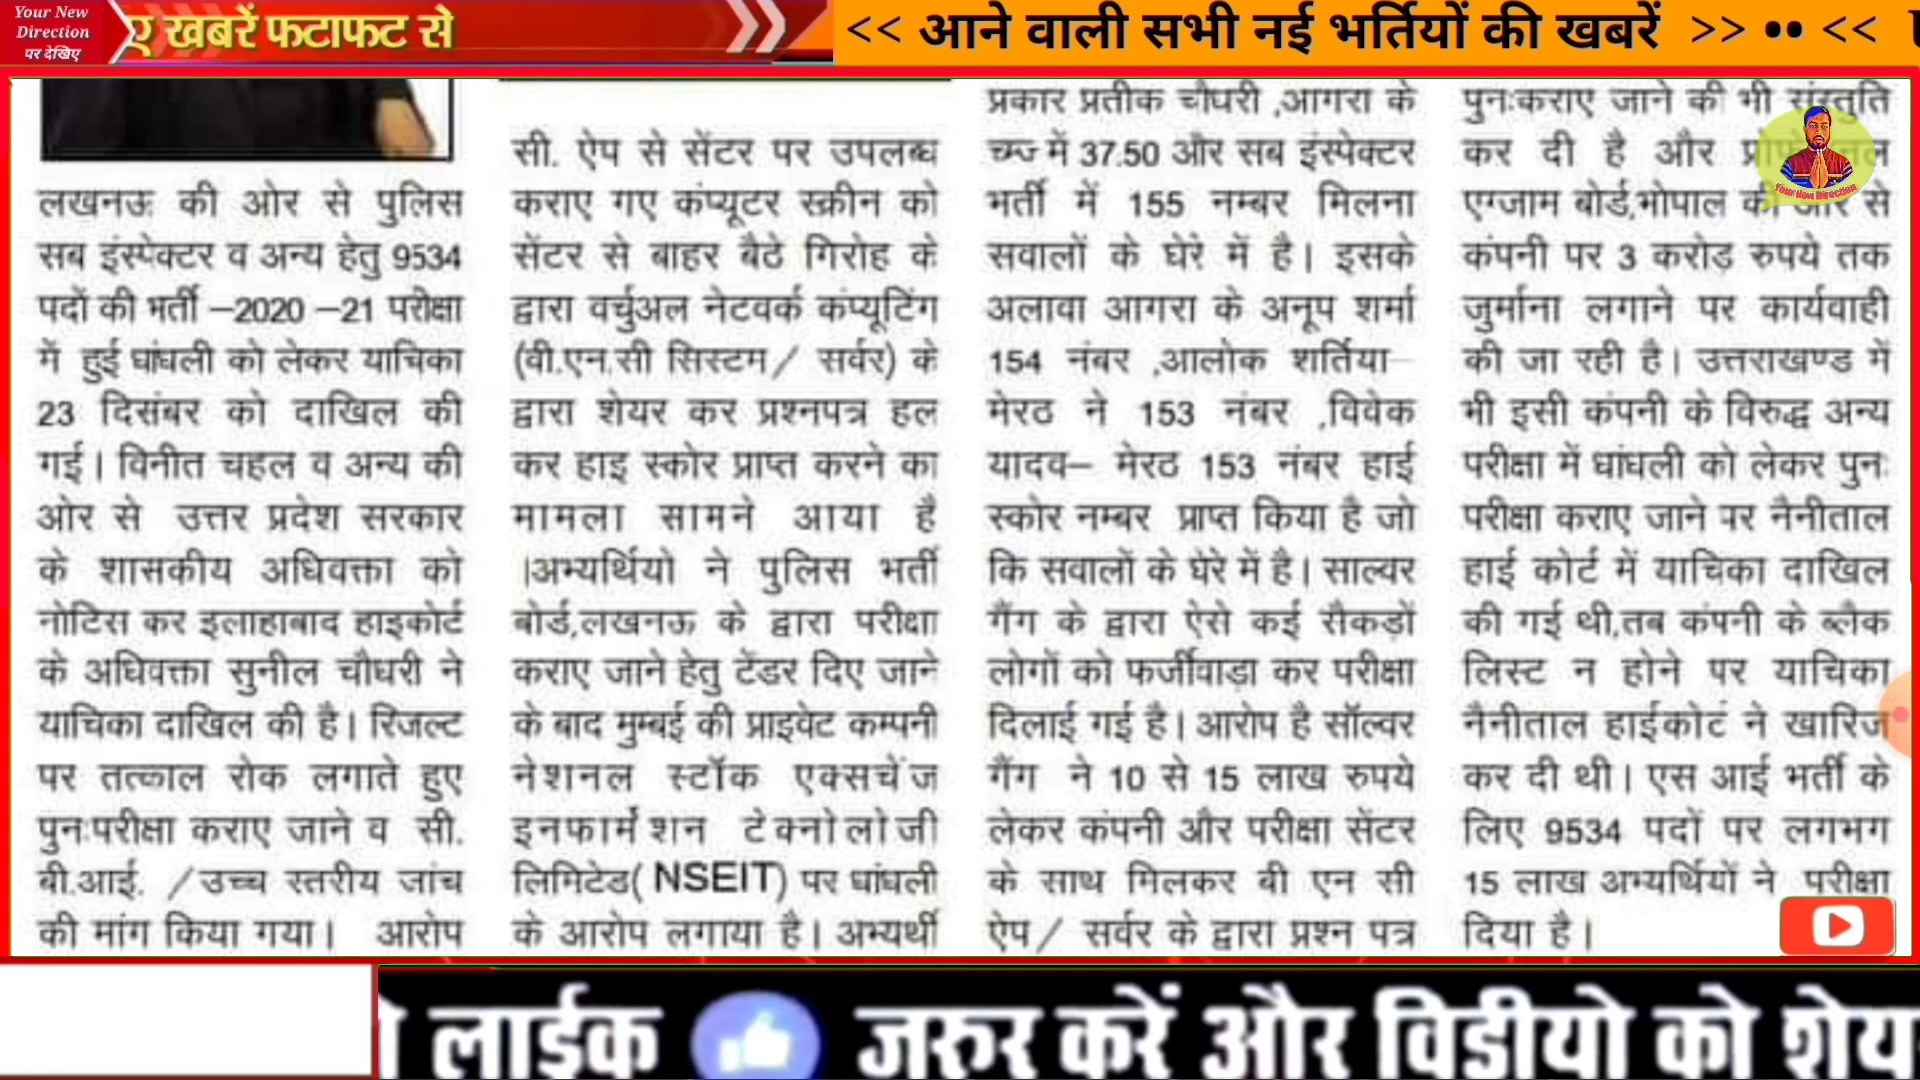 Your New
Direction
पर देखिए
ए खबरें फटाफट से
<< आने वाली सभी नई भर्तियों की खबरें >> •• <<
लखनऊ की ओर से पुलिस
सब इंस्पेक्टर व अन्य हेतु 9534
पदों की भर्ती –2020 –21 परीक्षा
में हुई धांधली को लेकर याचिका
23 दिसंबर को दाखिल की
गई। विनीत चहल व अन्य की
ओर से उत्तर प्रदेश सरकार
के शासकीय अधिवक्ता को
नोटिस कर इलाहाबाद हाइकोर्ट
के अधिवक्ता सुनील चौधरी ने
याचिका दाखिल की है। रिजल्ट
पर तत्काल रोक लगाते हुए
पुनःपरीक्षा कराए जाने व सी.
बी.आई. /उच्च स्तरीय जांच
की मांग किया गया। आरोप
सी. ऐप से सेंटर पर उपलब्ध
कराए गए कंप्यूटर स्क्रीन को
सेंटर से बाहर बैठे गिरोह के
द्वारा वर्चुअल नेटवर्क कंप्यूटिंग
(वी.एन.सी सिस्टम/ सर्वर) के
द्वारा शेयर कर प्रश्नपत्र हल
कर हाइ स्कोर प्राप्त करने का
मामला सामने आया है
।अभ्यर्थियो ने पुलिस भर्ती
बोर्ड,लखनऊ के द्वारा परीक्षा
कराए जाने हेतु टेंडर दिए जाने
के बाद मुम्बई की प्राइवेट कम्पनी
नेशनल स्टॉक एक्सचेंज
इनफार्मेशन टेक्नोलोजी
लिमिटेड( NSEIT) पर धांधली
के आरोप लगाया है। अभ्यर्थी
प्रकार प्रतीक चौधरी ,आगरा के
च्ज्ज में 37.50 और सब इंस्पेक्टर
भर्ती में 155 नम्बर मिलना
सवालों के घेरे में है। इसके
अलावा आगरा के अनूप शर्मा
154 नंबर ,आलोक शर्तिया–
मेरठ ने 153 नंबर ,विवेक
यादव– मेरठ 153 नंबर हाई
स्कोर नम्बर प्राप्त किया है जो
कि सवालों के घेरे में है। साल्वर
गैंग के द्वारा ऐसे कई सैकड़ों
लोगों को फर्जीवाड़ा कर परीक्षा
दिलाई गई है। आरोप है सॉल्वर
गैंग ने 10 से 15 लाख रुपये
लेकर कंपनी और परीक्षा सेंटर
के साथ मिलकर बी एन सी
ऐप/ सर्वर के द्वारा प्रश्न पत्र
पुनःकराए जाने की भी संस्तुति
कर दी है और
एग्जाम बोर्ड,भोपाल की ओर से
कंपनी पर 3 करोड़ रुपये तक
जुर्माना लगाने पर कार्यवाही
की जा रही है। उत्तराखण्ड में
भी इसी कंपनी के विरुद्ध अन्य
परीक्षा में धांधली को लेकर पुनः
परीक्षा कराए जाने पर नैनीताल
हाई कोर्ट में याचिका दाखिल
की गई थी,तब कंपनी के ब्लैक
लिस्ट न होने पर याचिका
नैनीताल हाईकोर्ट ने खारिज
कर दी थी। एस आई भर्ती के
लिए 9534 पदों पर लगभग
15 लाख अभ्यर्थियों ने परीक्षा
दिया है।
Your New Direction
लाईक जरुर करें और विडीयो को शेय